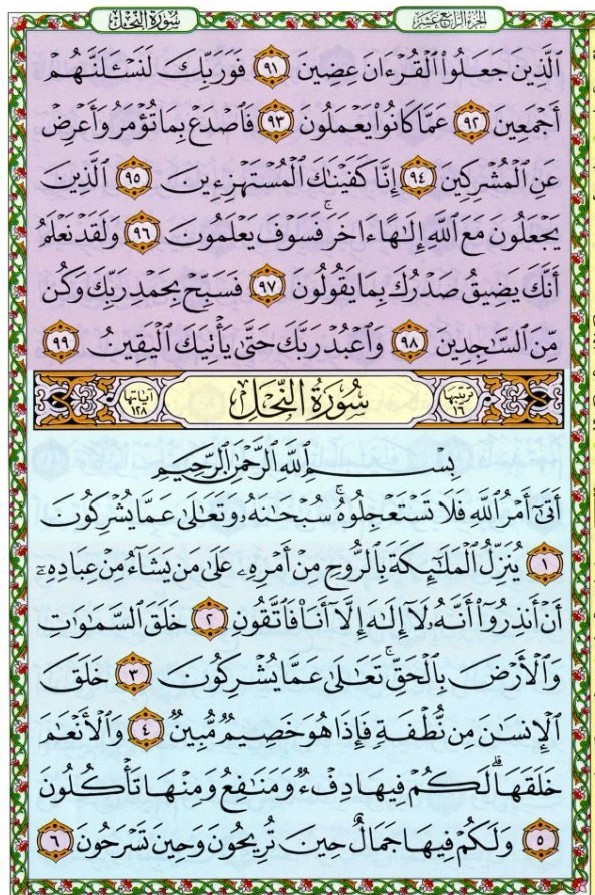 الجزء الرابع عشر
سورة النحل
ٱلَّذِينَ جَعَلُوا۟ ٱلْقُرْءَانَ عِضِينَ ٩١ فَوَرَبِّكَ لَنَسْـَٔلَنَّهُمْ
أَجْمَعِينَ ٩٢ عَمَّا كَانُوا۟ يَعْمَلُونَ ٩٣ فَٱصْدَعْ بِمَا تُؤْمَرُ وَأَعْرِضْ
عَنِ ٱلْمُشْرِكِينَ ٩٤ إِنَّا كَفَيْنَـٰكَ ٱلْمُسْتَهْزِءِينَ ٩٥ ٱلَّذِينَ
يَجْعَلُونَ مَعَ ٱللَّهِ إِلَـٰهًا ءَاخَرَ ۚ فَسَوْفَ يَعْلَمُونَ ٩٦ وَلَقَدْ نَعْلَمُ
أَنَّكَ يَضِيقُ صَدْرُكَ بِمَا يَقُولُونَ ٩٧ فَسَبِّحْ بِحَمْدِ رَبِّكَ وَكُن
مِّنَ ٱلسَّـٰجِدِينَ ٩٨ وَٱعْبُدْ رَبَّكَ حَتَّىٰ يَأْتِيَكَ ٱلْيَقِينُ ٩٩
ترتيبها ١٦ سُورَةُ النَّحْلِ آياتها ١٢٨
بِسْمِ ٱللَّهِ ٱلرَّحْمَـٰنِ ٱلرَّحِيمِ
أَتَىٰٓ أَمْرُ ٱللَّهِ فَلَا تَسْتَعْجِلُوهُ ۚ سُبْحَـٰنَهُۥ وَتَعَـٰلَىٰ عَمَّا يُشْرِكُونَ
١ يُنَزِّلُ ٱلْمَلَـٰٓئِكَةَ بِٱلرُّوحِ مِنْ أَمْرِهِۦ عَلَىٰ مَن يَشَآءُ مِنْ عِبَادِهِۦٓ
أَنْ أَنذِرُوٓا۟ أَنَّهُۥ لَآ إِلَـٰهَ إِلَّآ أَنَا۠ فَٱتَّقُونِ ٢ خَلَقَ ٱلسَّمَـٰوَٰتِ
وَٱلْأَرْضَ بِٱلْحَقِّ ۚ تَعَـٰلَىٰ عَمَّا يُشْرِكُونَ ٣ خَلَقَ
ٱلْإِنسَـٰنَ مِن نُّطْفَةٍ فَإِذَا هُوَ خَصِيمٌ مُّبِينٌ ٤ وَٱلْأَنْعَـٰمَ
خَلَقَهَا ۗ لَكُمْ فِيهَا دِفْءٌ وَمَنَـٰفِعُ وَمِنْهَا تَأْكُلُونَ
٥ وَلَكُمْ فِيهَا جَمَالٌ حِينَ تُرِيحُونَ وَحِينَ تَسْرَحُونَ ٦